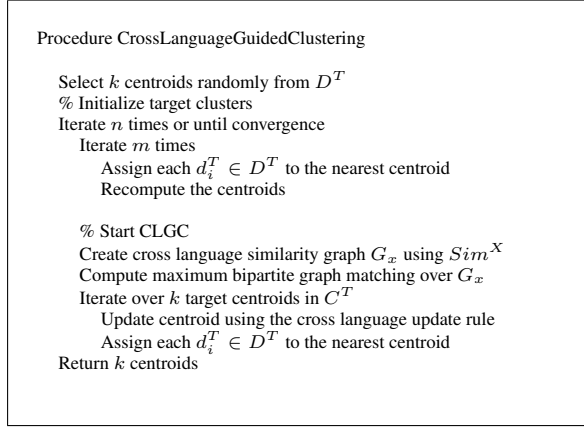 Procedure CrossLanguageGuidedClustering
Select k centroids randomly from D^T
% Initialize target clusters
Iterate n times or until convergence
Iterate m times
Assign each d_i^T ∈ D^T to the nearest centroid
Recompute the centroids
% Start CLGC
Create cross language similarity graph G_x using Sim^X
Compute maximum bipartite graph matching over G_x
Iterate over k target centroids in C^T
Update centroid using the cross language update rule
Assign each d_i^T ∈ D^T to the nearest centroid
Return k centroids